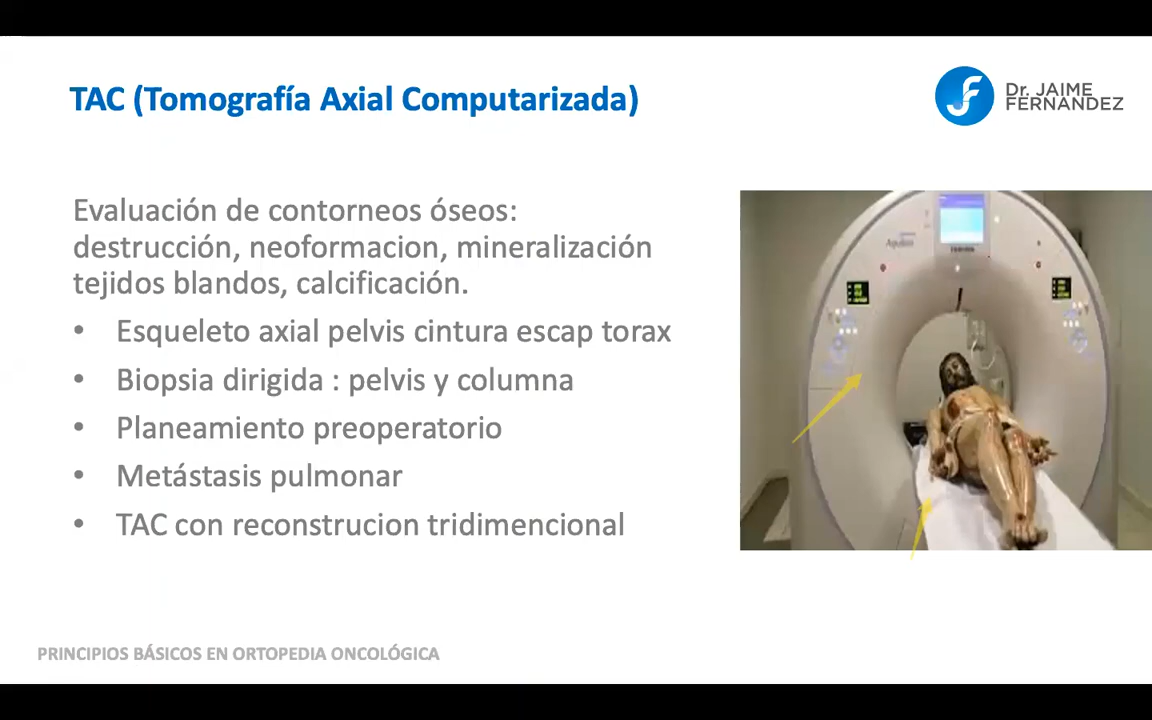 TAC (Tomografía Axial Computarizada)
Dr. JAIME
FERNANDEZ
Evaluación de contorneos óseos:
destrucción, neoformacion, mineralización
tejidos blandos, calcificación.
• Esqueleto axial pelvis cintura escap torax
• Biopsia dirigida : pelvis y columna
• Planeamiento preoperatorio
• Metástasis pulmonar
• TAC con reconstrucion tridimencional
PRINCIPIOS BÁSICOS EN ORTOPEDIA ONCOLÓGICA